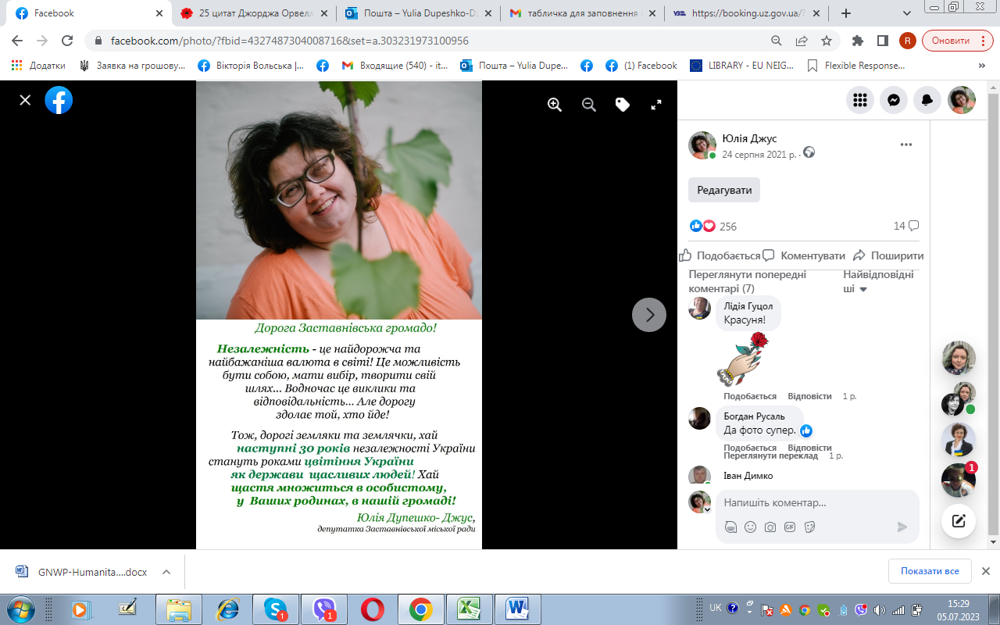 Facebook
25 цитат Джорджа Орвелл
Пошта – Yulia Dupeshko-Dz
табличка для заповнення
https://booking.uz.gov.ua/?
facebook.com/photo/?fbid=4327487304008716&set=a.303231973100956
R
Оновити
Додатки
Заявка на грошову...
Вікторія Вольська |...
Входящие (540) - it...
Пошта – Yulia Dupe...
(1) Facebook
LIBRARY - EU NEIG...
Flexible Response...
»
Дорога Заставнівська громадо!
Незалежність - це найдорожча та
найбажаніша валюта в світі! Це можливість
бути собою, мати вибір, творити свій
шлях... Водночас це виклики та
відповідальність... Але дорогу
здолає той, хто йде!
Тож, дорогі земляки та землячки, хай
наступні 30 років незалежності України
стануть роками цвітіння України
як держави щасливих людей! Хай
щастя множиться в особистому,
у Ваших родинах, в нашій громаді!
Юлія Дупешко- Джус,
депутатка Заставнівської міської ради
Юлія Джус
24 серпня 2021 р. ·
Редагувати
256
14
Подобається
Коментувати
Поширити
Переглянути попередні
коментарі (7)
Найвідповідні
ші
Лідія Гуцол
Красуня!
Подобається Відповісти 1 р.
Богдан Русаль
Да фото супер.
Подобається Відповісти
Переглянути переклад 1 р.
Іван Димко
Напишіть коментар...
GIF
1
GNWP-Humanita....docx
Показати все
1
1
UK
15:29
05.07.2023